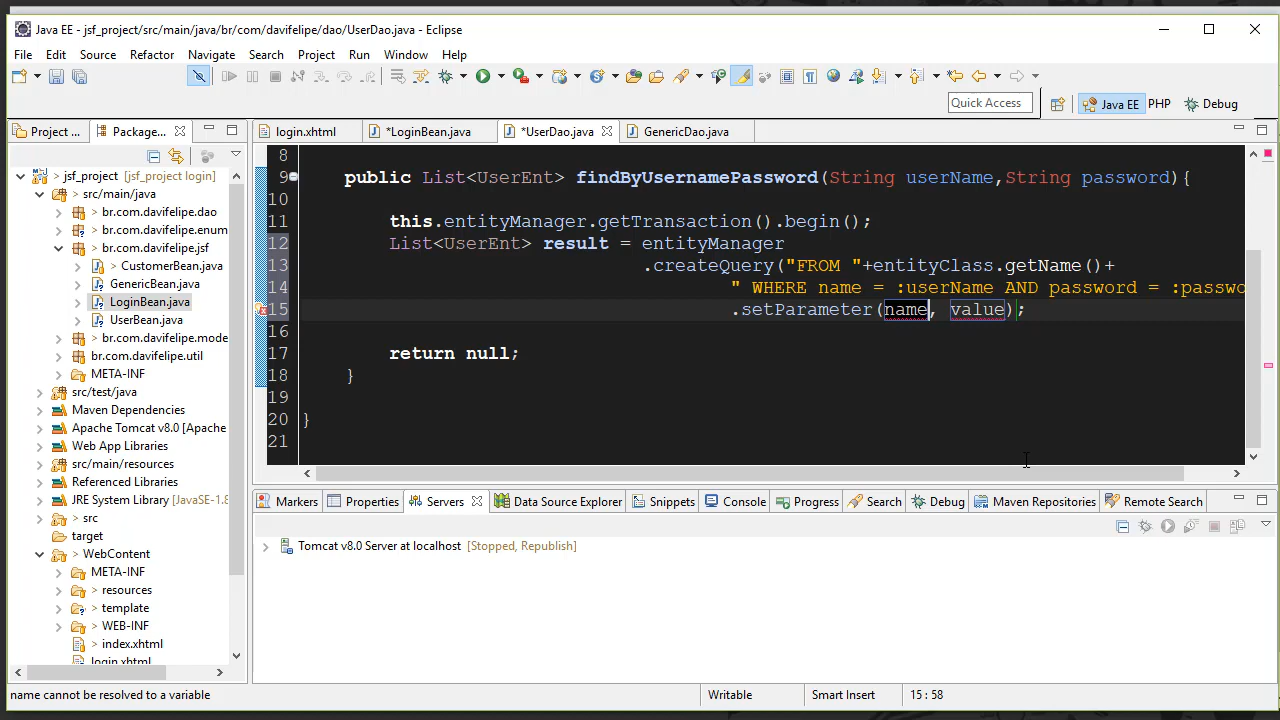 Java EE - jsf_project/src/main/java/br/com/davifelipe/dao/UserDao.java - Eclipse
File Edit Source Refactor Navigate Search Project Run Window Help
Quick Access Java EE PHP Debug
Project ... Package...
login.xhtml *LoginBean.java *UserDao.java GenericDao.java
> jsf_project [jsf_project login]
> src/main/java
> br.com.davifelipe.dao
> br.com.davifelipe.enum
> br.com.davifelipe.jsf
> CustomerBean.java
GenericBean.java
LoginBean.java
UserBean.java
> br.com.davifelipe.mode
br.com.davifelipe.util
META-INF
src/test/java
Maven Dependencies
Apache Tomcat v8.0 [Apache
Web App Libraries
src/main/resources
Referenced Libraries
JRE System Library [JavaSE-1.8
> src
target
> WebContent
META-INF
> resources
> template
> WEB-INF
> index.xhtml
login.xhtml
8
9 public List<UserEnt> findByUsernamePassword(String userName,String password){
10
11 this.entityManager.getTransaction().begin();
12 List<UserEnt> result = entityManager
13 .createQuery("FROM "+entityClass.getName()+
14 " WHERE name = :userName AND password = :passwo
15 .setParameter(name, value);
16
17 return null;
18 }
19
20 }
21
Markers Properties Servers Data Source Explorer Snippets Console Progress Search Debug Maven Repositories Remote Search
Tomcat v8.0 Server at localhost [Stopped, Republish]
name cannot be resolved to a variable Writable Smart Insert 15 : 58